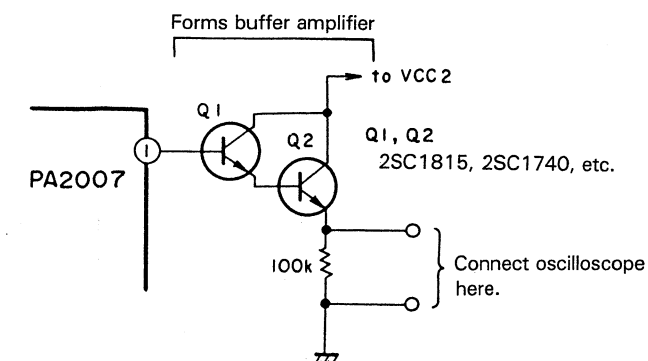 Forms buffer amplifier
to VCC2
Q1
Q2
Q1, Q2
2SC1815, 2SC1740, etc.
1
PA2007
100k
Connect oscilloscope
here.